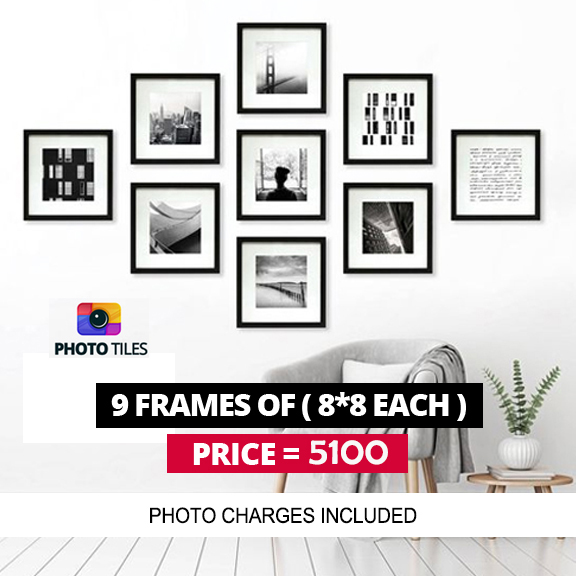 PHOTO TILES
9 FRAMES OF ( 8*8 EACH )
PRICE = 5100
PHOTO CHARGES INCLUDED